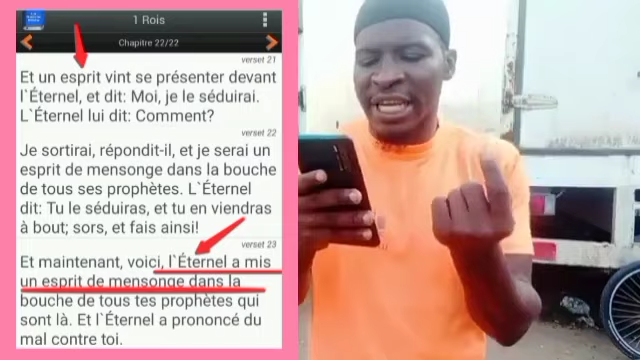 1 Rois
Chapitre 22/22
verset 21
Et un esprit vint se présenter devant
l`Éternel, et dit: Moi, je le séduirai.
L`Éternel lui dit: Comment?
verset 22
Je sortirai, répondit-il, et je serai un
esprit de mensonge dans la bouche
de tous ses prophètes. L`Éternel
dit: Tu le séduiras, et tu en viendras
à bout; sors, et fais ainsi!
verset 23
Et maintenant, voici, l`Éternel a mis
un esprit de mensonge dans la
bouche de tous tes prophètes qui
sont là. Et l`Éternel a prononcé du
mal contre toi.